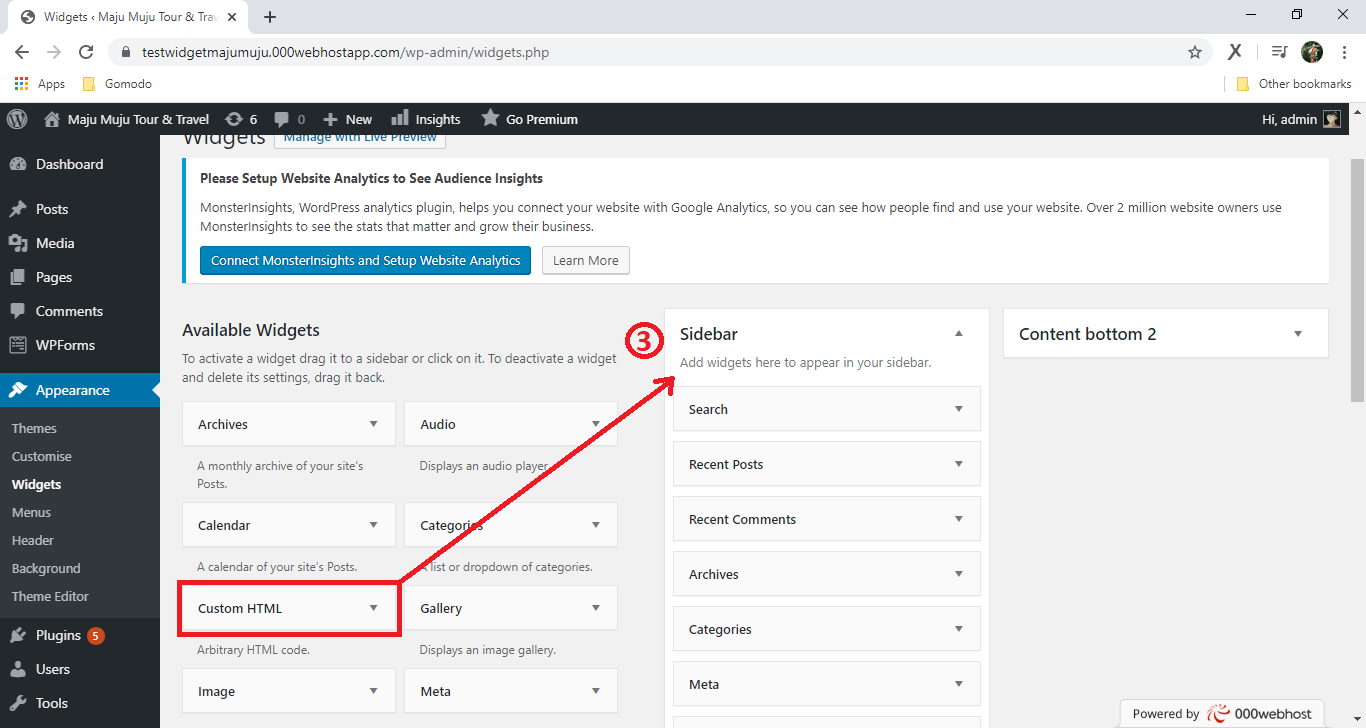 Widgets ‹ Maju Muju Tour & Trav
testwidgetmajumuju.000webhostapp.com/wp-admin/widgets.php
Apps
Gomodo
Other bookmarks
Maju Muju Tour & Travel
6
0
New
Insights
Go Premium
Hi, admin
Dashboard
Posts
Media
Pages
Comments
WPForms
Appearance
Themes
Customise
Widgets
Menus
Header
Background
Theme Editor
Plugins 5
Users
Tools
Widgets
Manage with Live Preview
Please Setup Website Analytics to See Audience Insights
MonsterInsights, WordPress analytics plugin, helps you connect your website with Google Analytics, so you can see how people find and use your website. Over 2 million website owners use
MonsterInsights to see the stats that matter and grow their business.
Connect MonsterInsights and Setup Website Analytics
Learn More
Available Widgets
To activate a widget drag it to a sidebar or click on it. To deactivate a widget
and delete its settings, drag it back.
Archives
A monthly archive of your site's
Posts.
Audio
Displays an audio player.
Calendar
A calendar of your site's Posts.
Categories
A list or dropdown of categories.
Custom HTML
Arbitrary HTML code.
Gallery
Displays an image gallery.
Image
Meta
3
Sidebar
Add widgets here to appear in your sidebar.
Search
Recent Posts
Recent Comments
Archives
Categories
Meta
Content bottom 2
Powered by 000webhost